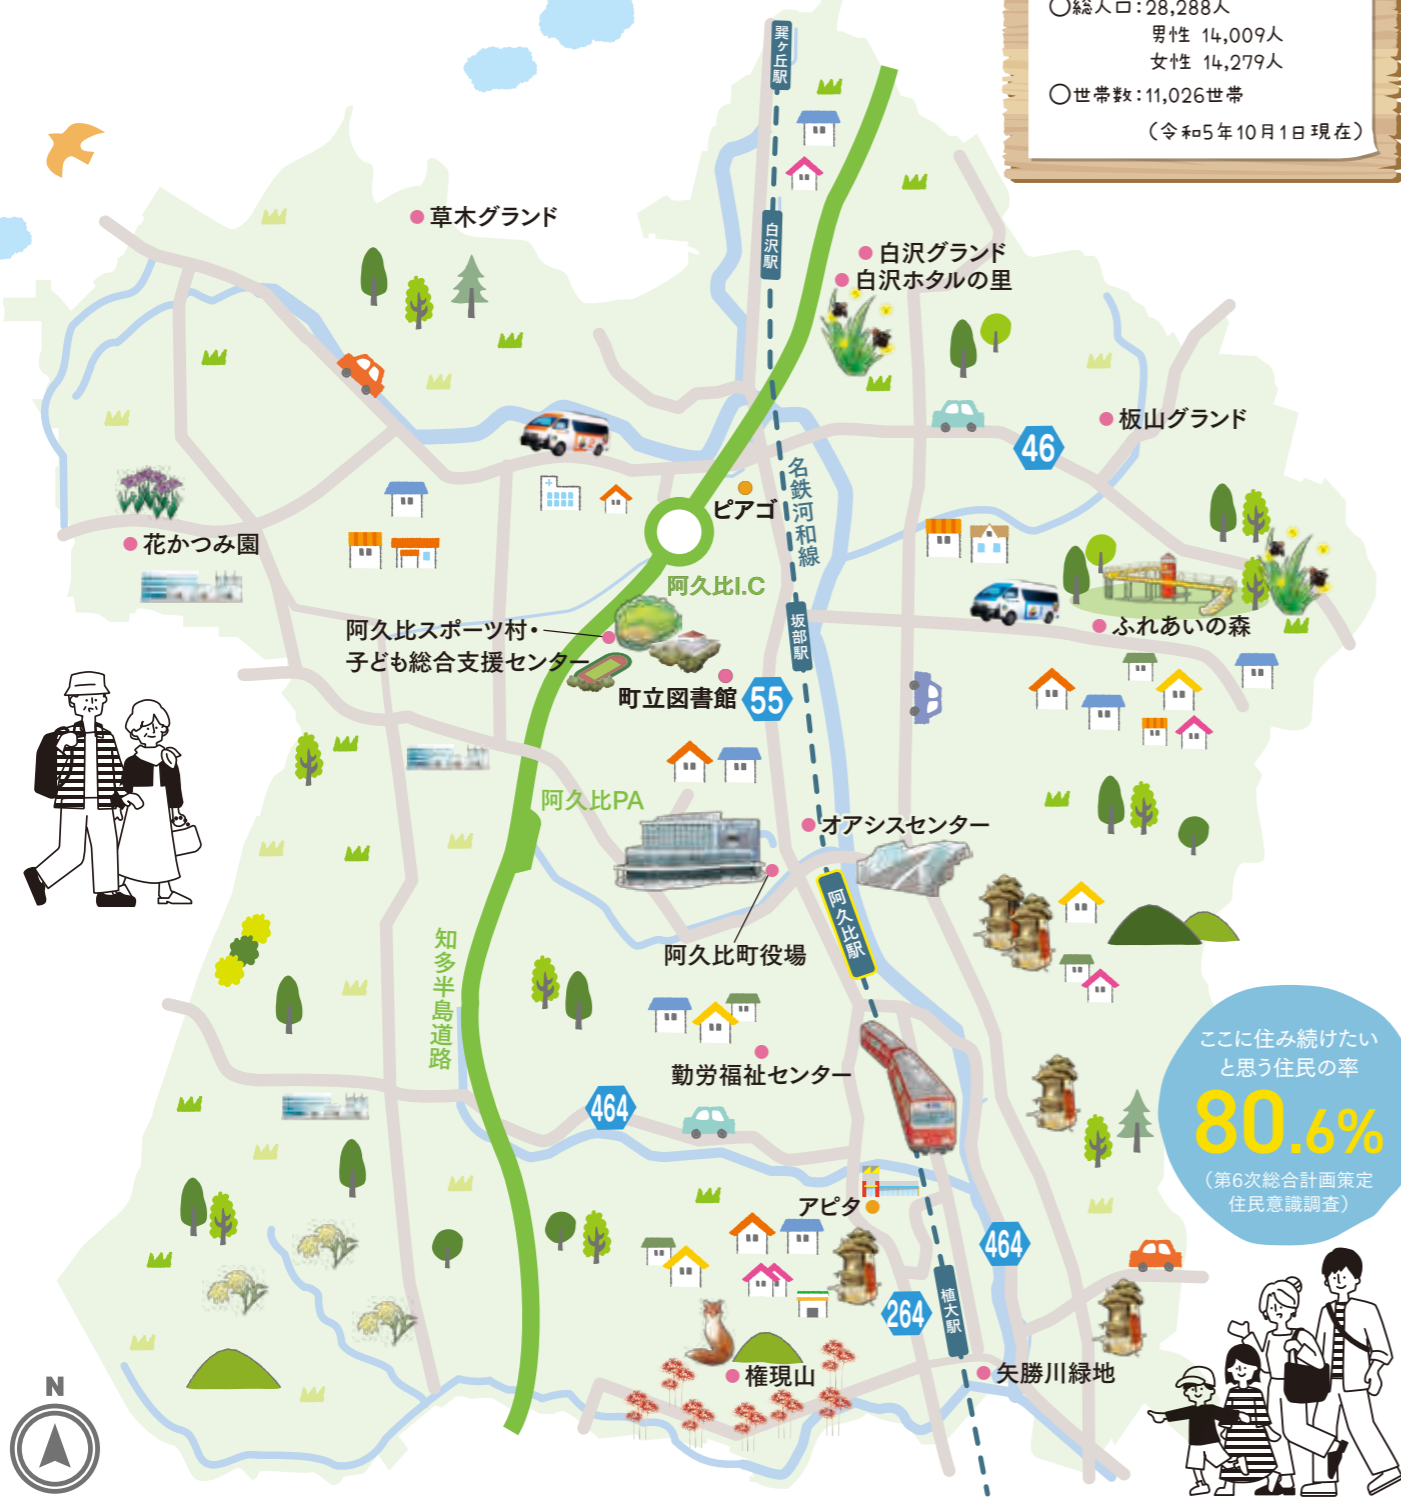 〇総人口：28,288人
男性 14,009人
女性 14,279人
〇世帯数：11,026世帯
（令和5年10月1日現在）
巽ヶ丘駅
草木グランド
白沢駅
白沢グランド
白沢ホタルの里
板山グランド
46
名鉄河和線
ピアゴ
花かつみ園
阿久比I.C
坂部駅
ふれあいの森
阿久比スポーツ村・
子ども総合支援センター
町立図書館
55
阿久比PA
オアシスセンター
阿久比駅
阿久比町役場
知多半島道路
勤労福祉センター
464
ここに住み続けたい
と思う住民の率
80.6%
（第6次総合計画策定
住民意識調査）
アピタ
464
264
植大駅
権現山
矢勝川緑地
N